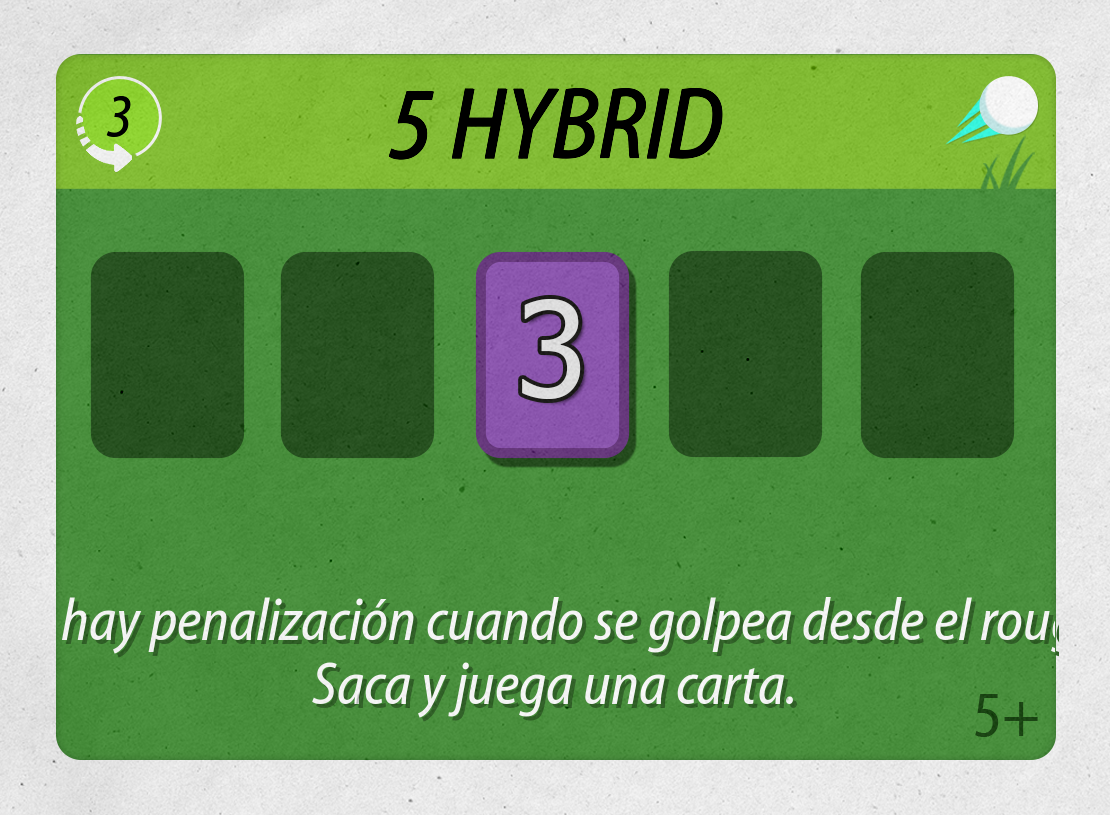 3
5 HYBRID
3
hay penalización cuando se golpea desde el
Saca y juega una carta.
5+